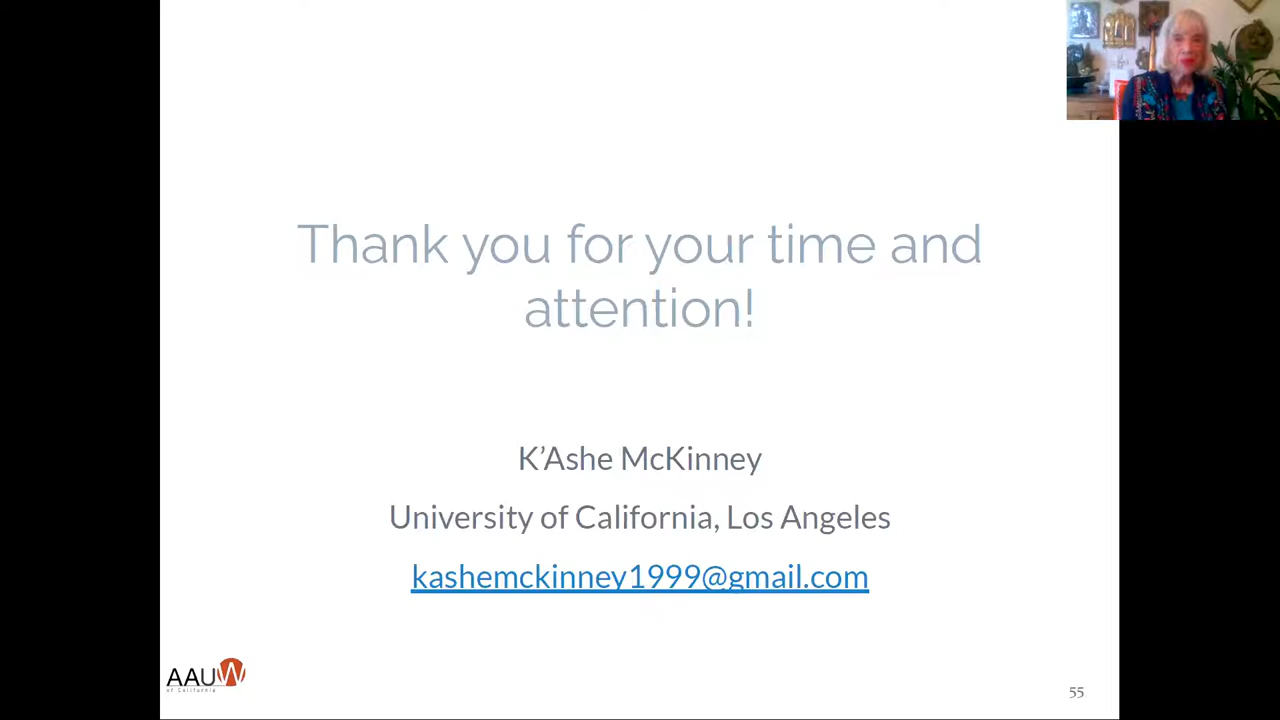 Thank you for your time and
attention!
K’Ashe McKinney
University of California, Los Angeles
kashemckinney1999@gmail.com
AAUW
of California
55